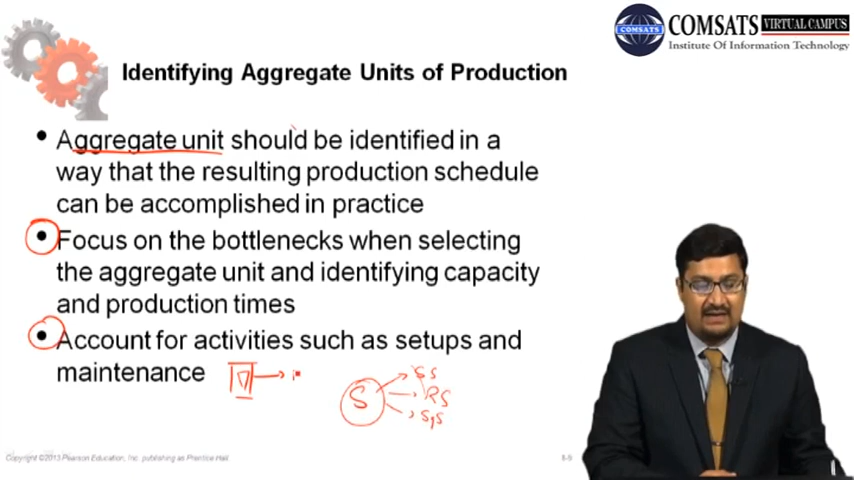 COMSATS
COMSATS VIRTUAL CAMPUS
Institute Of Information Technology
Identifying Aggregate Units of Production
• Aggregate unit should be identified in a
way that the resulting production schedule
can be accomplished in practice
• Focus on the bottlenecks when selecting
the aggregate unit and identifying capacity
and production times
• Account for activities such as setups and
maintenance
S
RS
Copyright ©2013 Pearson Education, Inc. publishing as Prentice Hall.
8-9